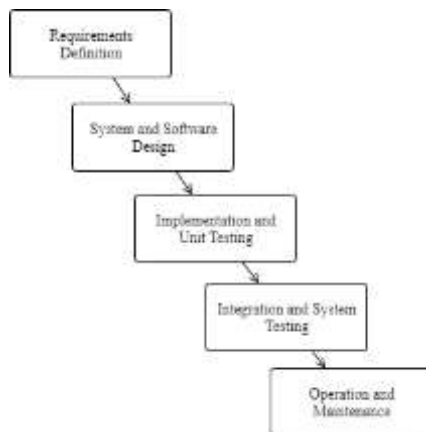 Requirements
Definition
System and Software
Design
Implementation and
Unit Testing
Integration and System
Testing
Operation and
Maintenance